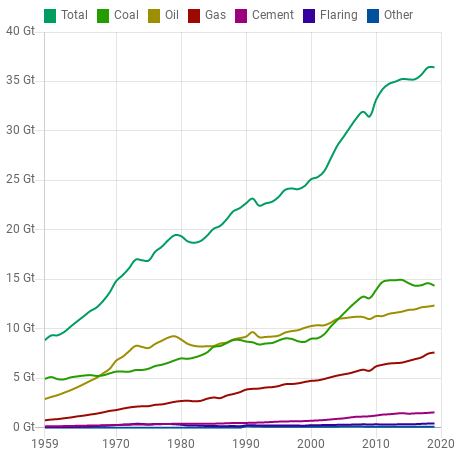 Total Coal Oil Gas Cement Flaring Other
40 Gt
35 Gt
30 Gt
25 Gt
20 Gt
15 Gt
10 Gt
5 Gt
0 Gt
1959 1970 1980 1990 2000 2010 2020